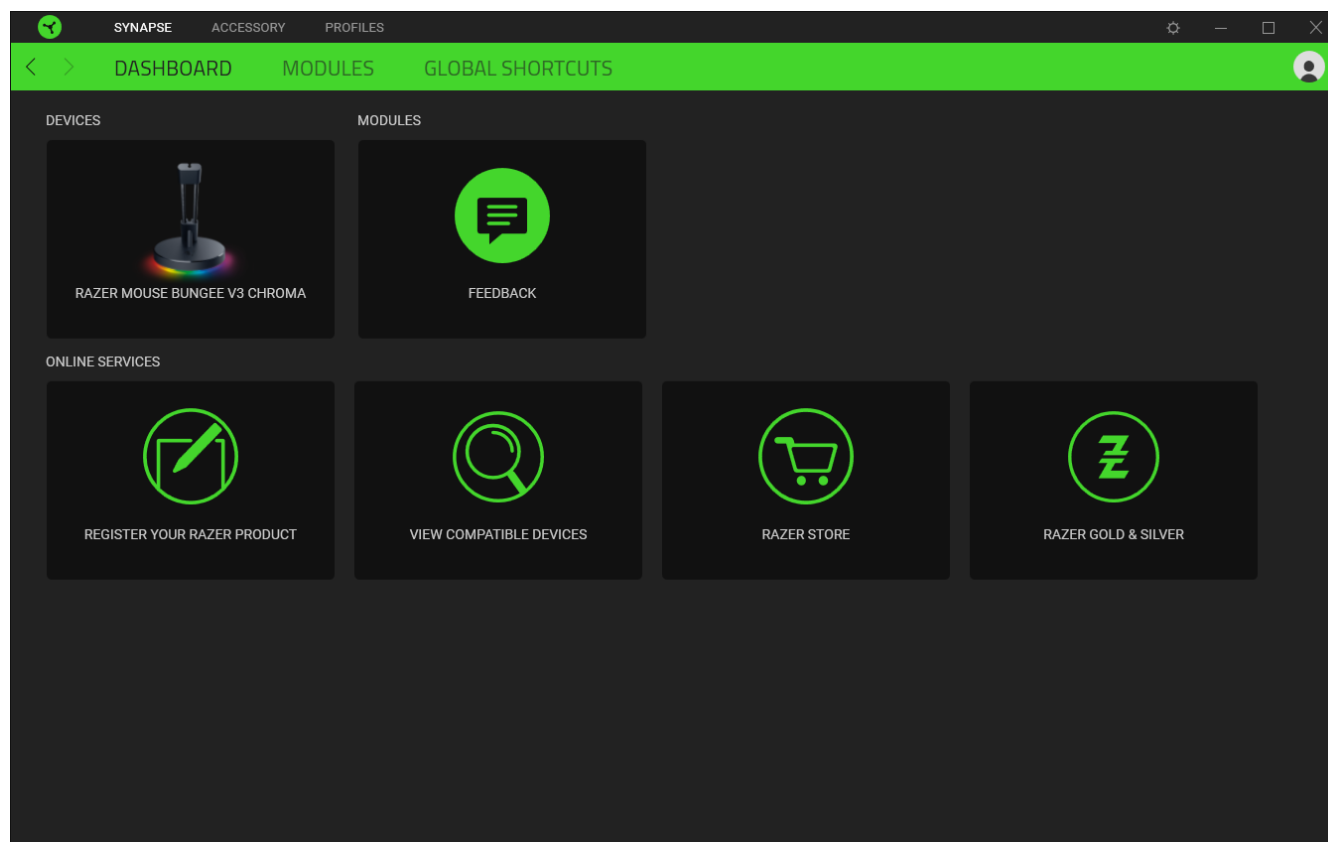 SYNAPSE ACCESSORY PROFILES
DASHBOARD MODULES GLOBAL SHORTCUTS
DEVICES MODULES
RAZER MOUSE BUNGEE V3 CHROMA FEEDBACK
ONLINE SERVICES
REGISTER YOUR RAZER PRODUCT VIEW COMPATIBLE DEVICES RAZER STORE RAZER GOLD & SILVER